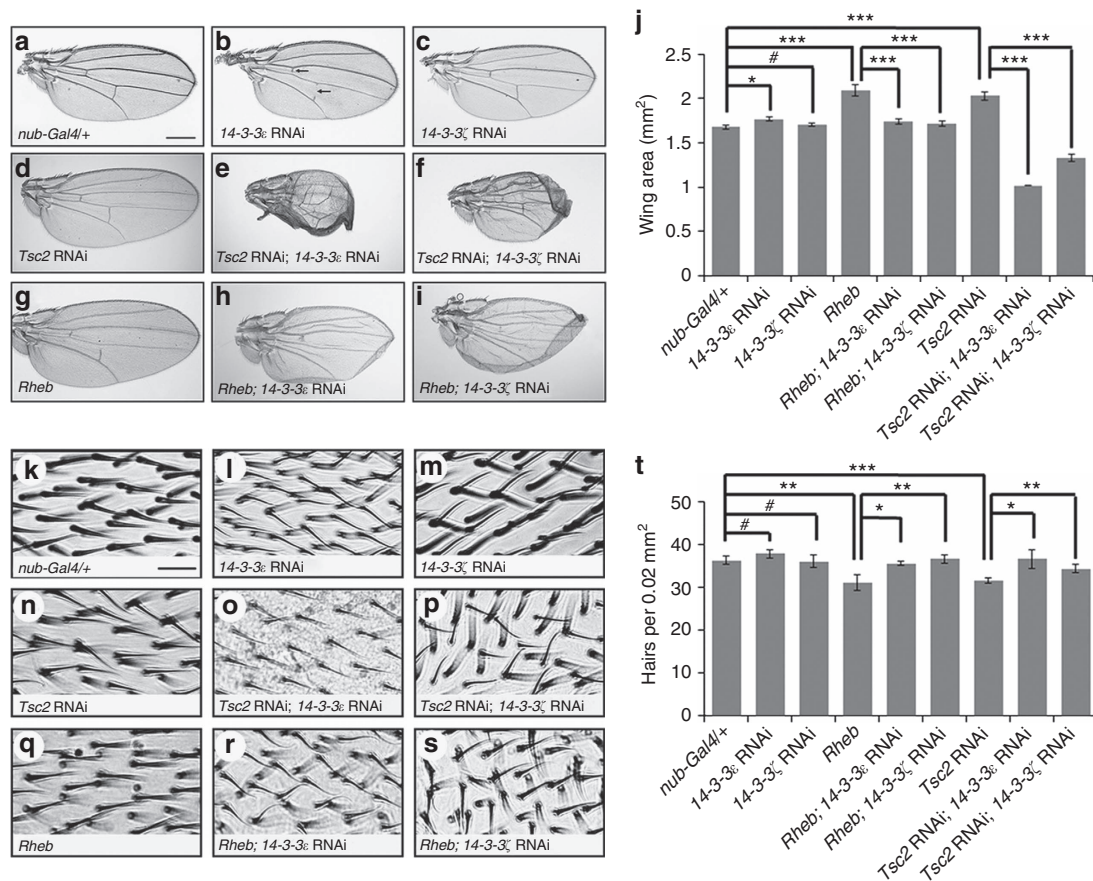 a
nub-Gal4/+
b
14-3-3ε RNAi
c
14-3-3ζ RNAi
d
Tsc2 RNAi
e
Tsc2 RNAi; 14-3-3ε RNAi
f
Tsc2 RNAi; 14-3-3ζ RNAi
g
Rheb
h
Rheb; 14-3-3ε RNAi
i
Rheb; 14-3-3ζ RNAi
j
***
***
***
***
#
***
***
*
2.5
2
1.5
1
0.5
0
Wing area (mm²)
nub-Gal4/+
14-3-3ε RNAi
14-3-3ζ RNAi
Rheb
Rheb; 14-3-3ε RNAi
Rheb; 14-3-3ζ RNAi
Tsc2 RNAi
Tsc2 RNAi; 14-3-3ε RNAi
Tsc2 RNAi; 14-3-3ζ RNAi
k
nub-Gal4/+
l
14-3-3ε RNAi
m
14-3-3ζ RNAi
n
Tsc2 RNAi
o
Tsc2 RNAi; 14-3-3ε RNAi
p
Tsc2 RNAi; 14-3-3ζ RNAi
q
Rheb
r
Rheb; 14-3-3ε RNAi
s
Rheb; 14-3-3ζ RNAi
t
***
**
**
**
#
*
*
#
50
40
30
20
10
0
Hairs per 0.02 mm²
nub-Gal4/+
14-3-3ε RNAi
14-3-3ζ RNAi
Rheb
Rheb; 14-3-3ε RNAi
Rheb; 14-3-3ζ RNAi
Tsc2 RNAi
Tsc2 RNAi; 14-3-3ε RNAi
Tsc2 RNAi; 14-3-3ζ RNAi